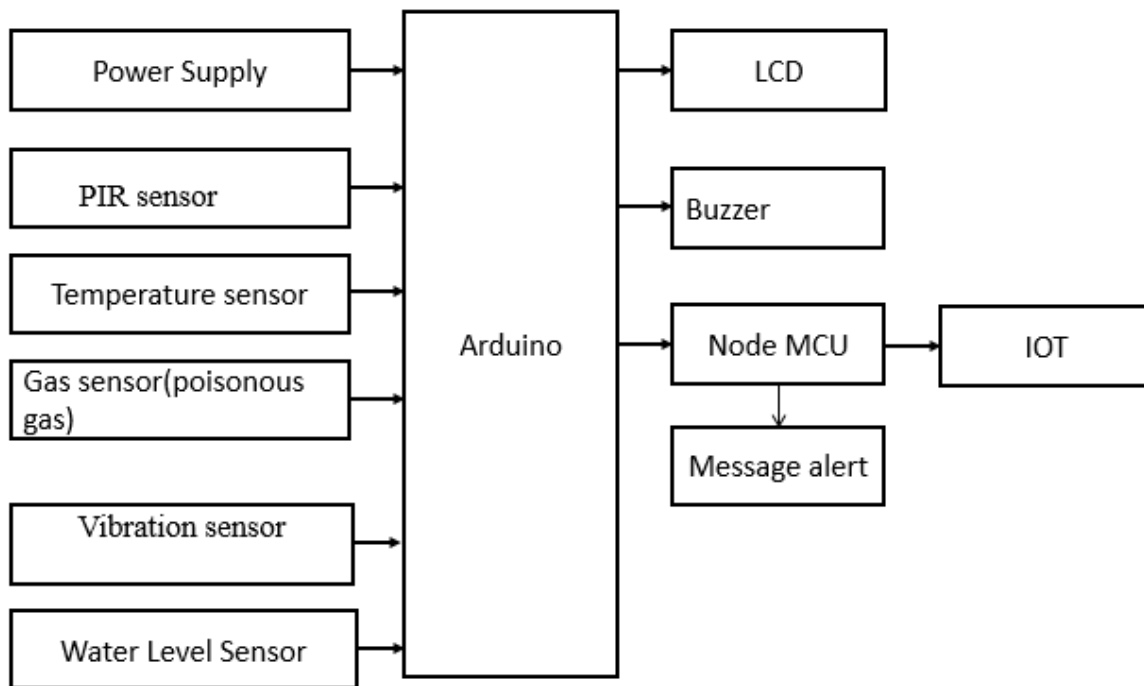 Power Supply
PIR sensor
Temperature sensor
Gas sensor(poisonous
gas)
Vibration sensor
Water Level Sensor
Arduino
LCD
Buzzer
Node MCU
Message alert
IOT